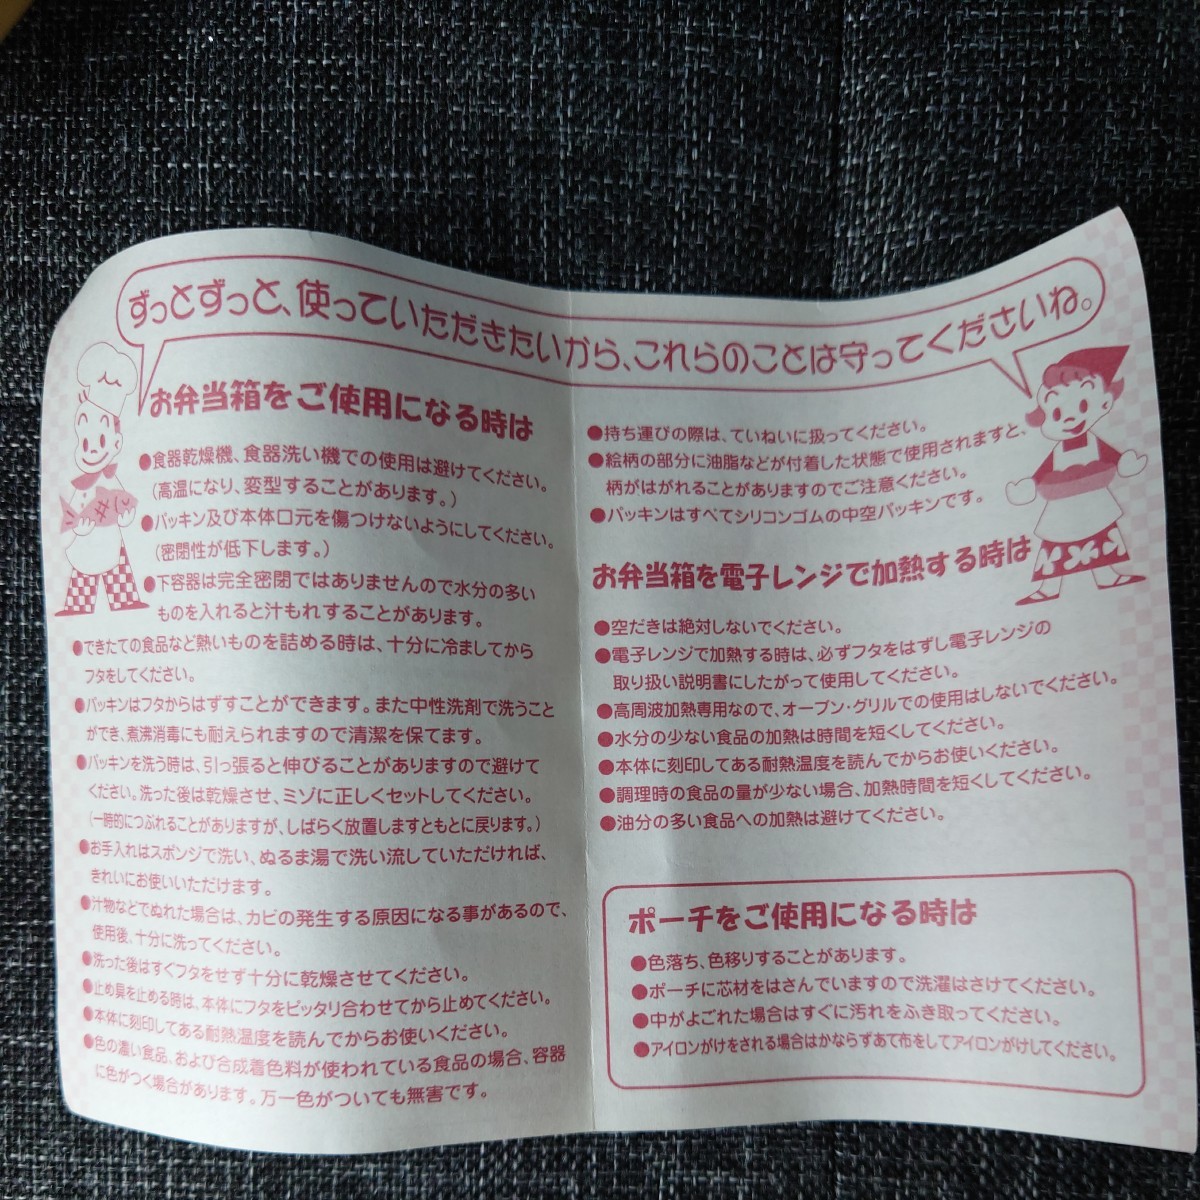 ずっとずっと、使っていただきたいから、これらのことは守ってくださいね。
お弁当箱をご使用になる時は
●食器乾燥機、食器洗い機での使用は避けてください。
(高温になり、変型することがあります。)
●パッキン及び本体口元を傷つけないようにしてください。
(密閉性が低下します。)
●下容器は完全密閉ではありませんので水分の多い
ものを入れると汁もれすることがあります。
●できたての食品など熱いものを詰める時は、十分に冷ましてから
フタをしてください。
●パッキンはフタからはずすことができます。また中性洗剤で洗うこと
ができ、煮沸消毒にも耐えられますので清潔を保てます。
●パッキンを洗う時は、引っ張ると伸びることがありますので避けて
ください。洗った後は乾燥させ、ミゾに正しくセットしてください。
(一時的につぶれることがありますが、しばらく放置しますともとに戻ります。)
●お手入れはスポンジで洗い、ぬるま湯で洗い流していただければ、
きれいにお使いいただけます。
●汁物などでぬれた場合は、カビの発生する原因になる事があるので、
使用後、十分に洗ってください。
●洗った後はすぐフタをせず十分に乾燥させてください。
●止め具を止める時は、本体にフタをピッタリ合わせてから止めてください。
●本体に刻印してある耐熱温度を読んでからお使いください。
●色の濃い食品、および合成着色料が使われている食品の場合、容器
に色がつく場合があります。万一色がついても無害です。
●持ち運びの際は、ていねいに扱ってください。
●絵柄の部分に油脂などが付着した状態で使用されますと、
柄がはがれることがありますのでご注意ください。
●パッキンはすべてシリコンゴムの中空パッキンです。
お弁当箱を電子レンジで加熱する時は
●空だきは絶対しないでください。
●電子レンジで加熱する時は、必ずフタをはずし電子レンジの
取り扱い説明書にしたがって使用してください。
●高周波加熱専用なので、オーブン・グリルでの使用はしないでください。
●水分の少ない食品の加熱は時間を短くしてください。
●本体に刻印してある耐熱温度を読んでからお使いください。
●調理時の食品の量が少ない場合、加熱時間を短くしてください。
●油分の多い食品への加熱は避けてください。
ポーチをご使用になる時は
●色落ち、色移りすることがあります。
●ポーチに芯材をはさんでいますので洗濯はさけてください。
●中がよごれた場合はすぐに汚れをふき取ってください。
●アイロンがけをされる場合はかならずあて布をしてアイロンがけしてください。